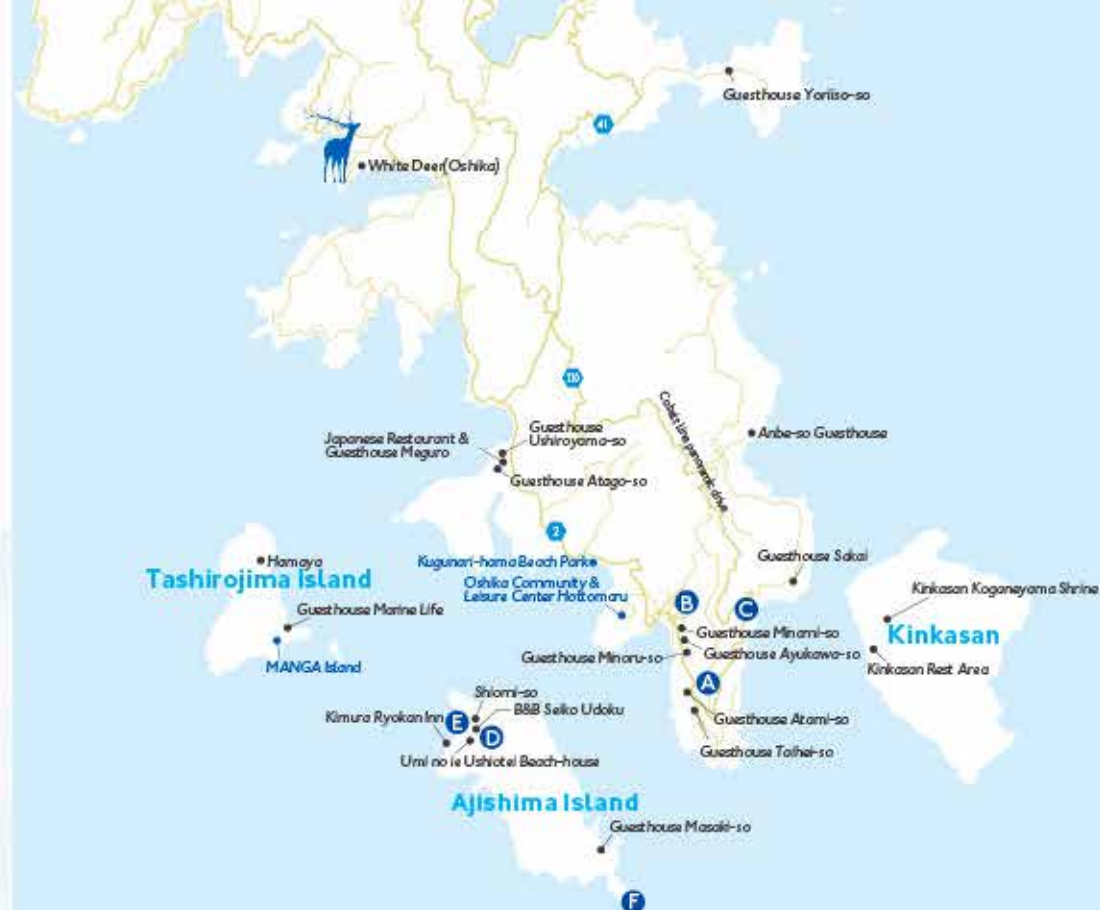 Guesthouse Yoriiso-so
41
White Deer(Oshika)
110
Cobalt line panoramic drive
Guesthouse
Ushiroyama-so
Japanese Restaurant &
Guesthouse Meguro
Anbe-so Guesthouse
Guesthouse Atago-so
2
Kugunari-hama Beach Park
Guesthouse Sakai
Hamaya
Tashirojima Island
Oshika Community &
Leisure Center Hottomaru
Kinkasan Koganeyama Shrine
B
C
Guesthouse Marine Life
Guesthouse Minami-so
Kinkasan
Guesthouse Minoru-so
Guesthouse Ayukawa-so
MANGA Island
Kinkasan Rest Area
A
Shiomi-so
B&B Seiko Udoku
Kimura Ryokan Inn
E
D
Guesthouse Atami-so
Umi no ie Ushiotei Beach-house
Guesthouse Taihei-so
Ajishima Island
Guesthouse Masaki-so
F